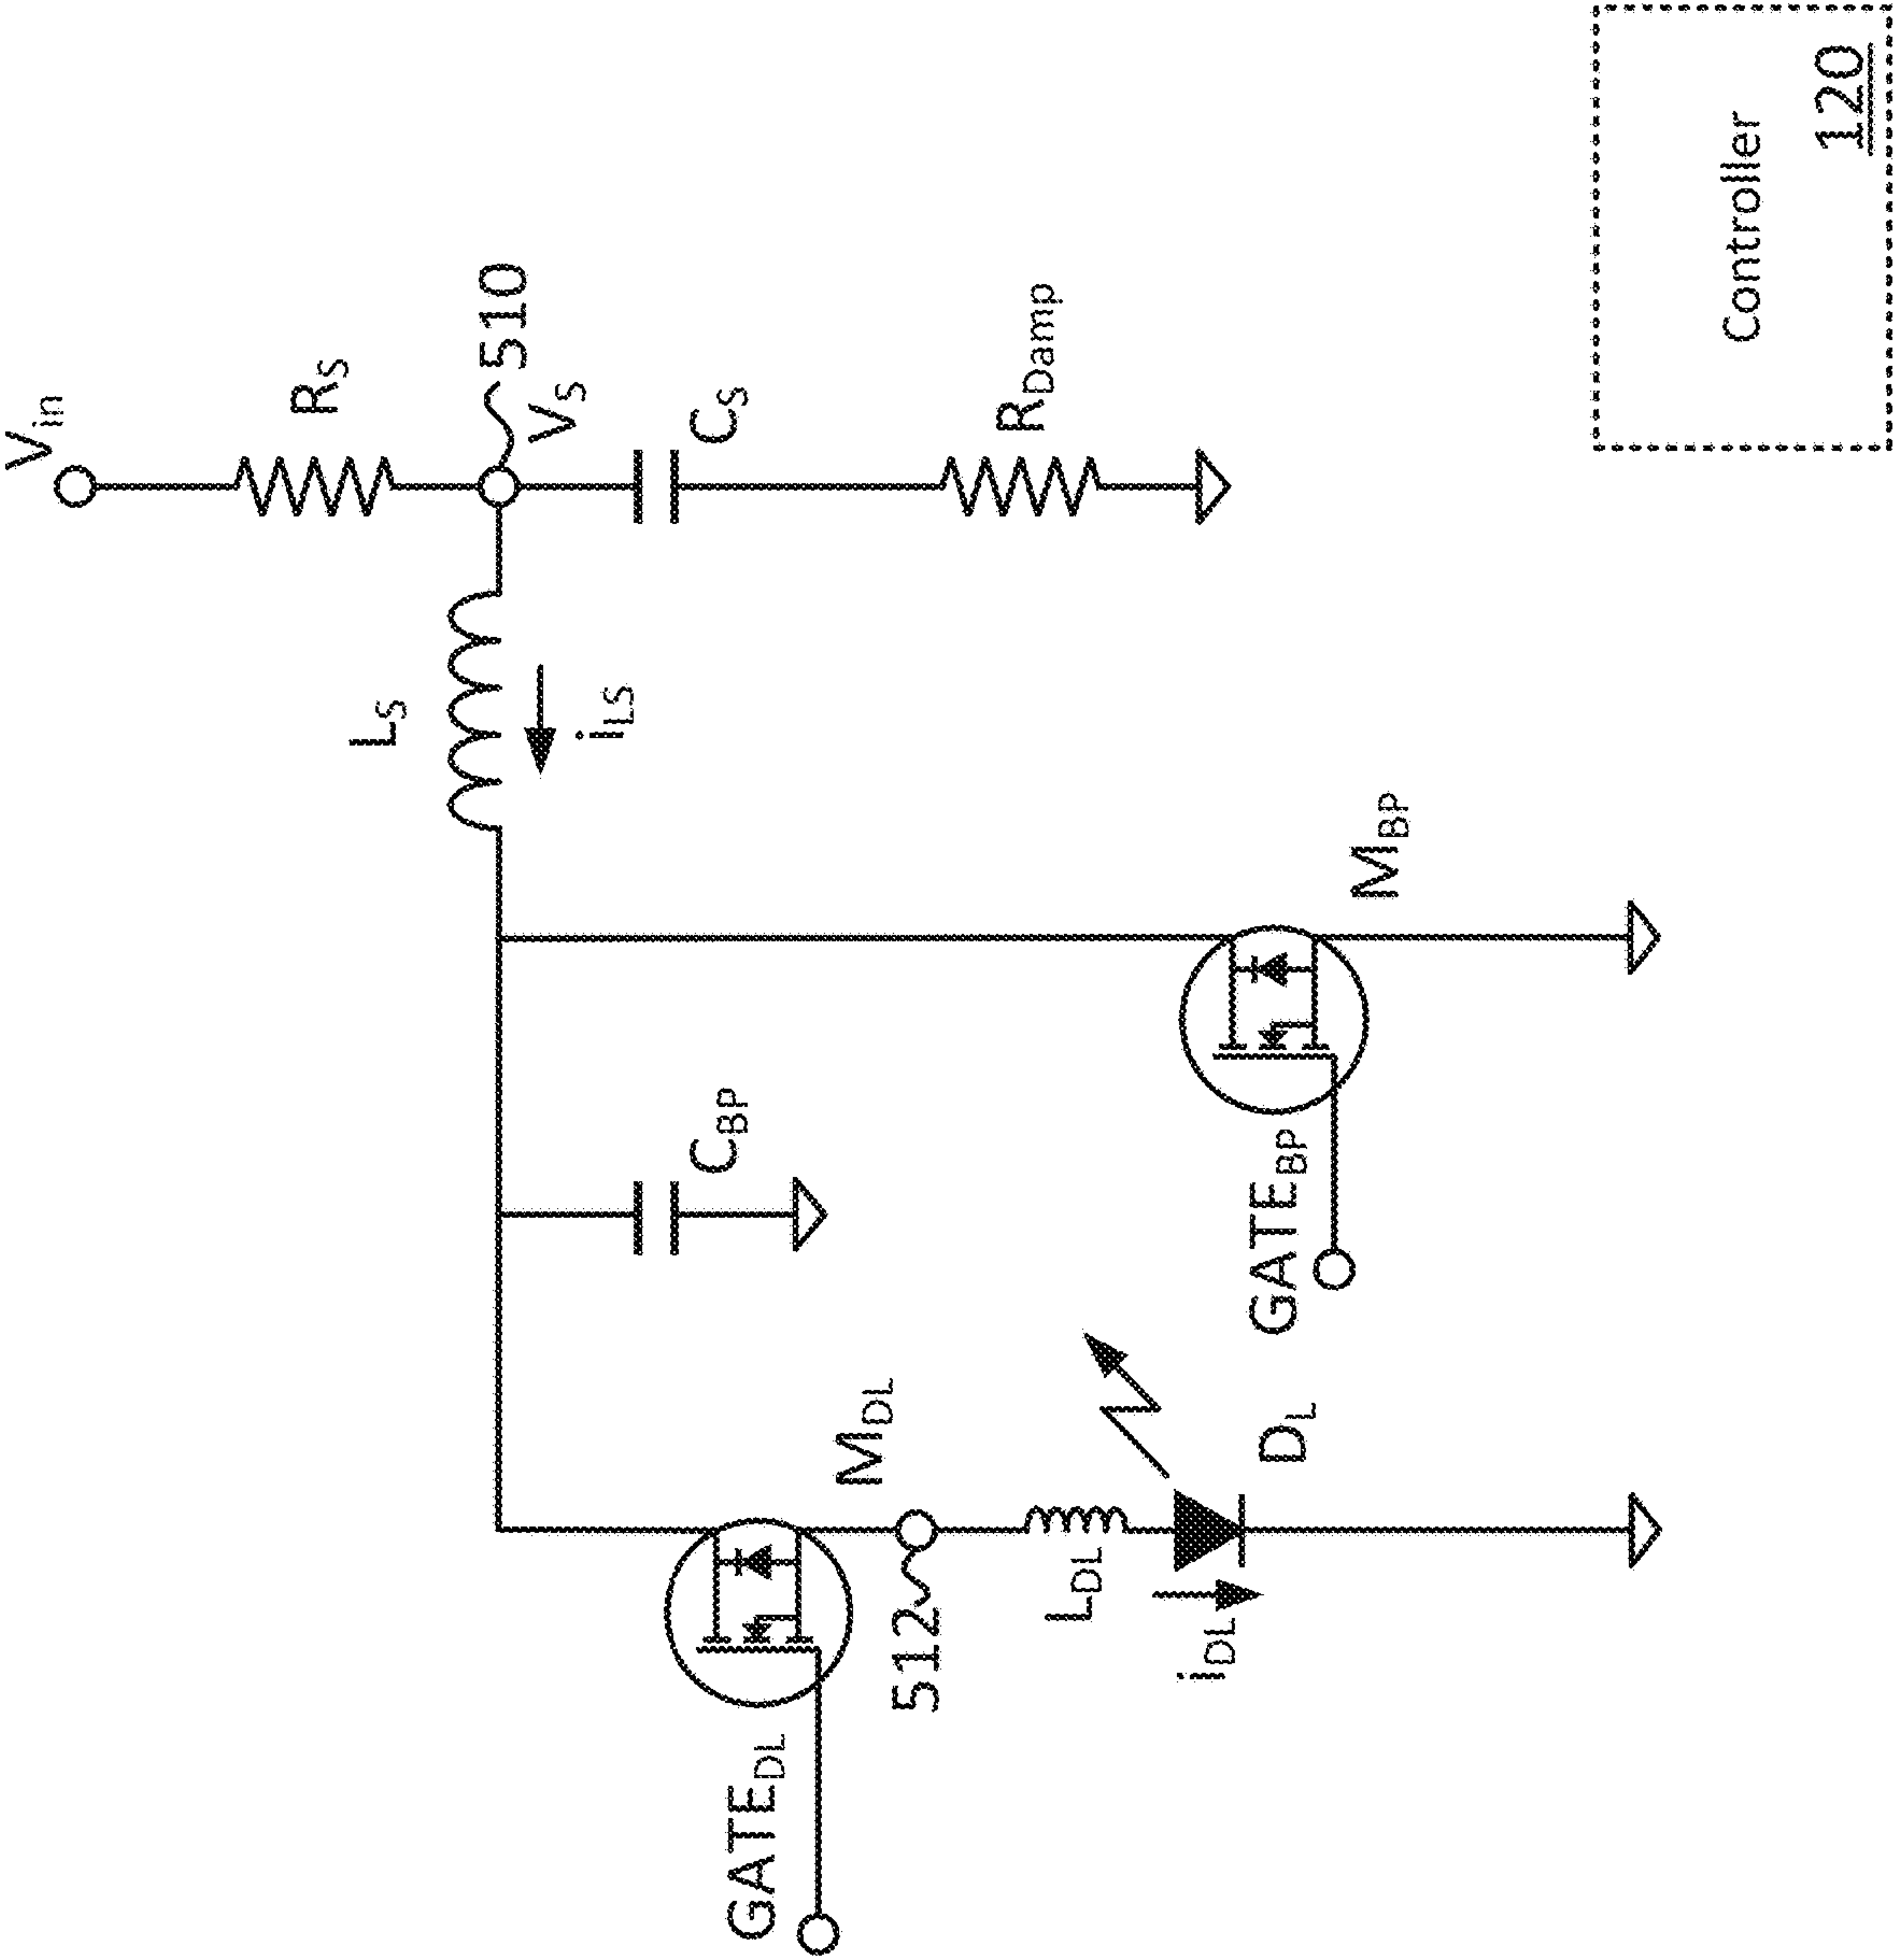 Vin
RS
510
VS
CS
RDamp
LS
iLS
MBP
GATEBP
CBP
MDL
GATEDL
512
LDL
iDL
DL
Controller
120